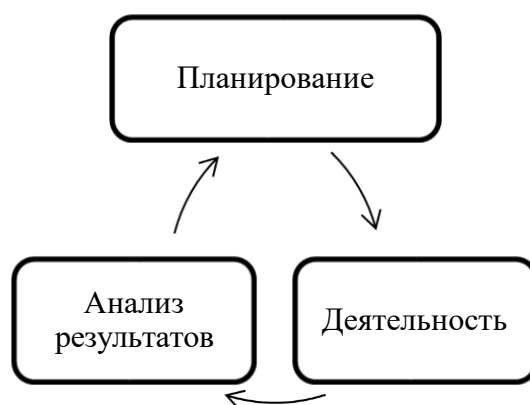 Планирование
Анализ
результатов
Деятельность